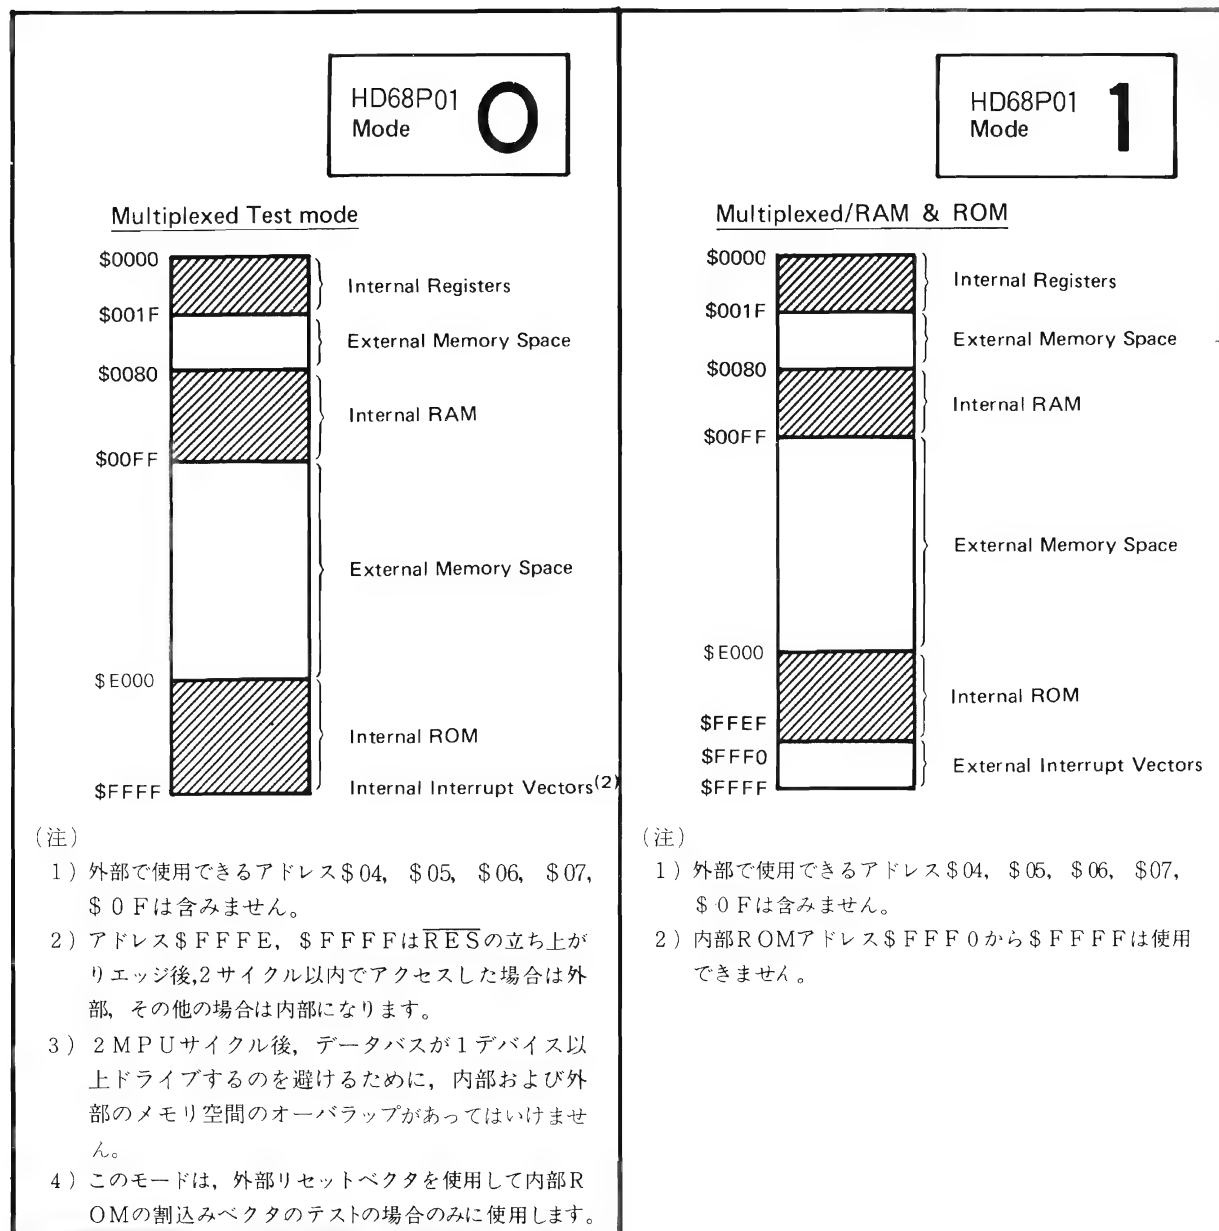 HD68P01
Mode
0
Multiplexed Test mode
$0000
Internal Registers
$001F
External Memory Space
$0080
Internal RAM
$00FF
External Memory Space
$E000
Internal ROM
$FFFF
Internal Interrupt Vectors(2)
(注)
1) 外部で使用できるアドレス$04, $05, $06, $07,
$0Fは含みません。
2) アドレス$FFFE, $FFFFはRESの立ち上が
りエッジ後,2サイクル以内でアクセスした場合は外
部, その他の場合は内部になります。
3) 2MPUサイクル後, データバスが1デバイス以
上ドライブするのを避けるために, 内部および外
部のメモリ空間のオーバラップがあってはいけませ
ん。
4) このモードは, 外部リセットベクタを使用して内部R
OMの割込みベクタのテストの場合のみに使用します。
HD68P01
Mode
1
Multiplexed/RAM & ROM
$0000
Internal Registers
$001F
External Memory Space
$0080
Internal RAM
$00FF
External Memory Space
$E000
Internal ROM
$FFEF
$FFF0
External Interrupt Vectors
$FFFF
(注)
1) 外部で使用できるアドレス$04, $05, $06, $07,
$0Fは含みません。
2) 内部ROMアドレス$FFF0から$FFFFは使用
できません。